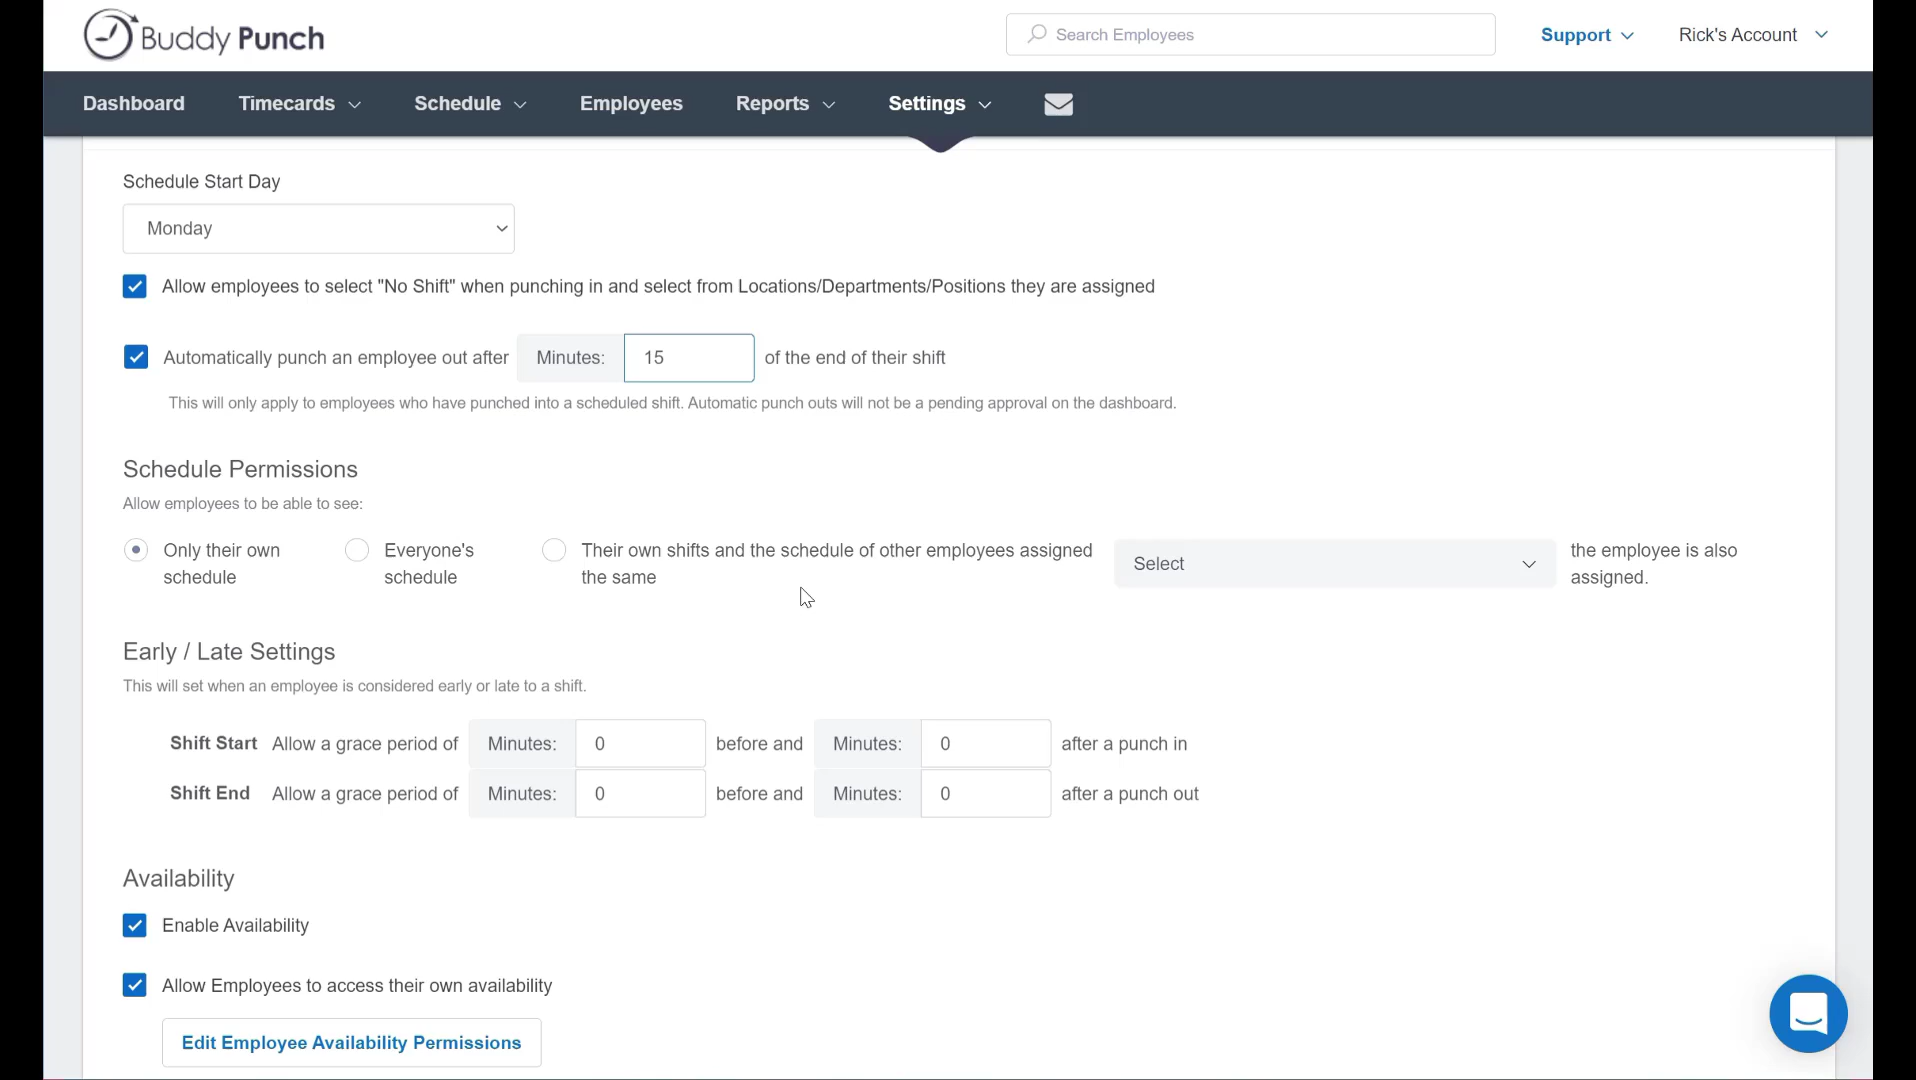 Buddy Punch
Search Employees
Support
Rick's Account
Dashboard Timecards Schedule Employees Reports Settings
Schedule Start Day
Monday
Allow employees to select "No Shift" when punching in and select from Locations/Departments/Positions they are assigned
Automatically punch an employee out after Minutes: 15 of the end of their shift
This will only apply to employees who have punched into a scheduled shift. Automatic punch outs will not be a pending approval on the dashboard.
Schedule Permissions
Allow employees to be able to see:
Only their own
schedule
Everyone's
schedule
Their own shifts and the schedule of other employees assigned
the same
Select
the employee is also
assigned.
Early / Late Settings
This will set when an employee is considered early or late to a shift.
Shift Start Allow a grace period of Minutes: 0 before and Minutes: 0 after a punch in
Shift End Allow a grace period of Minutes: 0 before and Minutes: 0 after a punch out
Availability
Enable Availability
Allow Employees to access their own availability
Edit Employee Availability Permissions